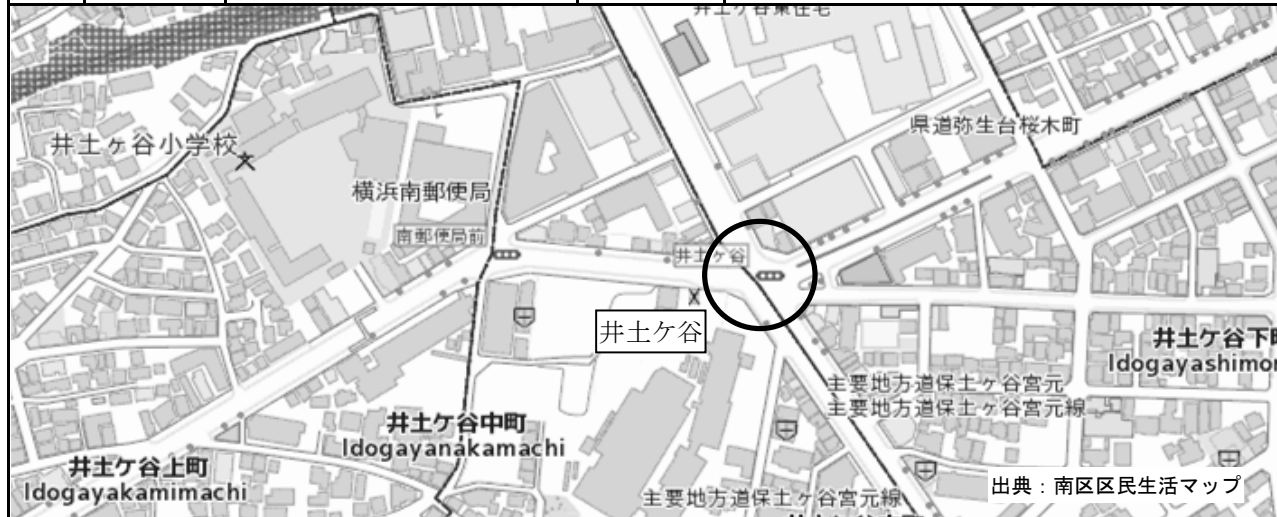 井土ケ谷東住宅
県道弥生台桜木町
井土ヶ谷小学校
横浜南郵便局
南郵便局前
井土ヶ谷
井土ケ谷
井土ケ谷下町
Idogayashimo
主要地方道保土ヶ谷宮元
主要地方道保土ヶ谷宮元線
井土ケ谷中町
Idogayanakamachi
井土ケ谷上町
Idogayakamimachi
主要地方道保土ヶ谷宮元線
出典：南区区民生活マップ